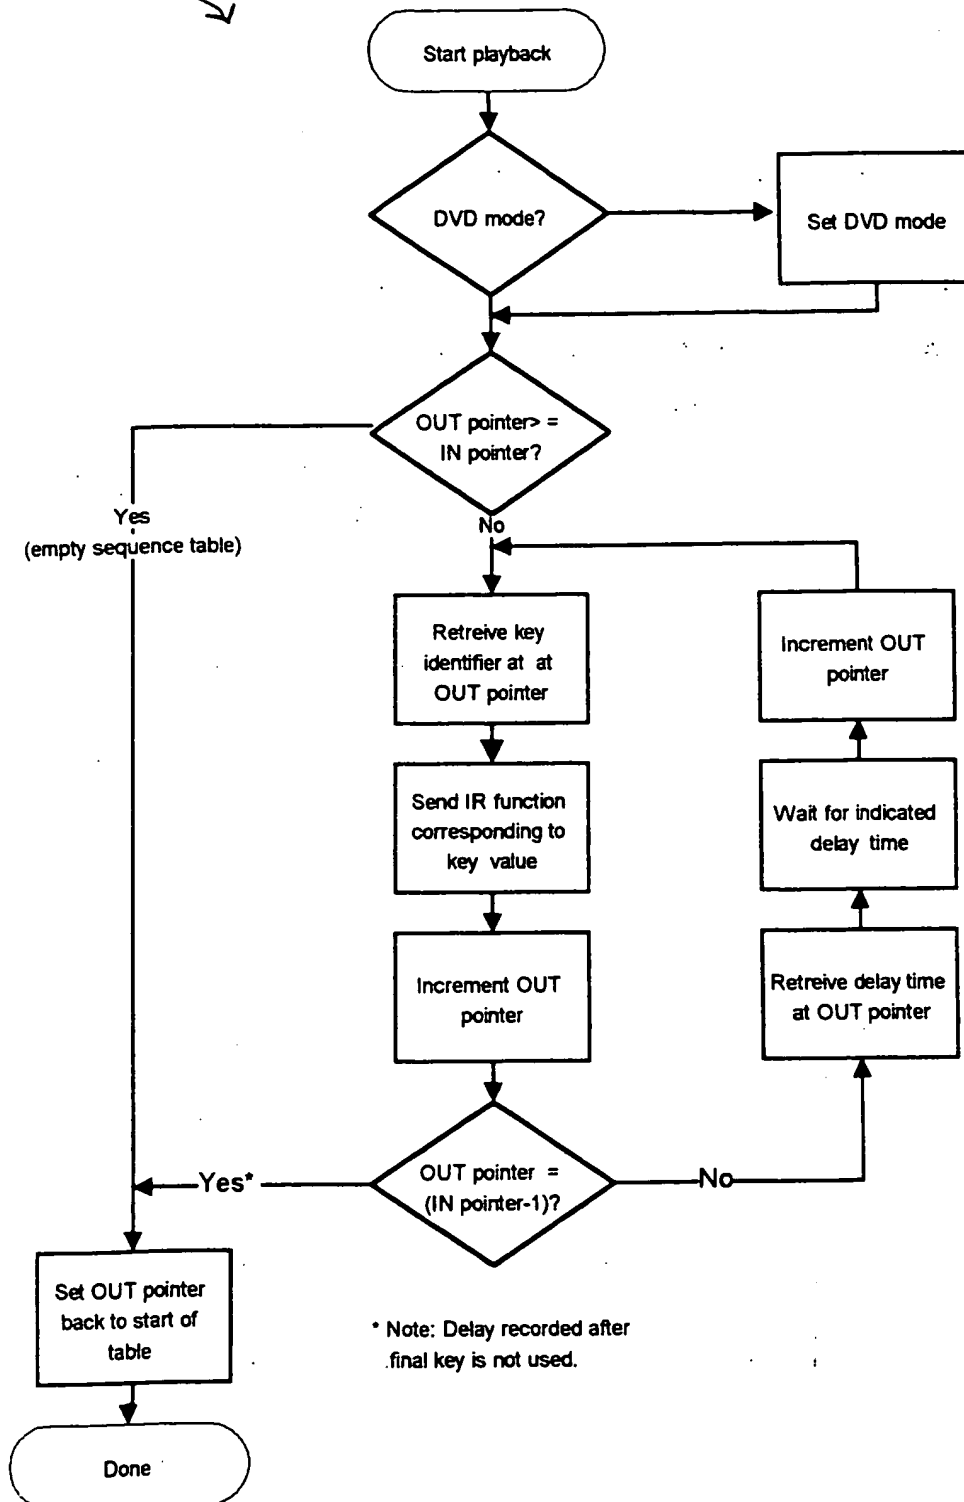 Start playback
DVD mode?
Set DVD mode
OUT pointer> =
IN pointer?
Yes
(empty sequence table)
No
Retreive key
identifier at at
OUT pointer
Increment OUT
pointer
Send IR function
corresponding to
key value
Wait for indicated
delay time
Increment OUT
pointer
Retreive delay time
at OUT pointer
OUT pointer =
(IN pointer-1)?
Yes*
No
Set OUT pointer
back to start of
table
* Note: Delay recorded after
final key is not used.
Done